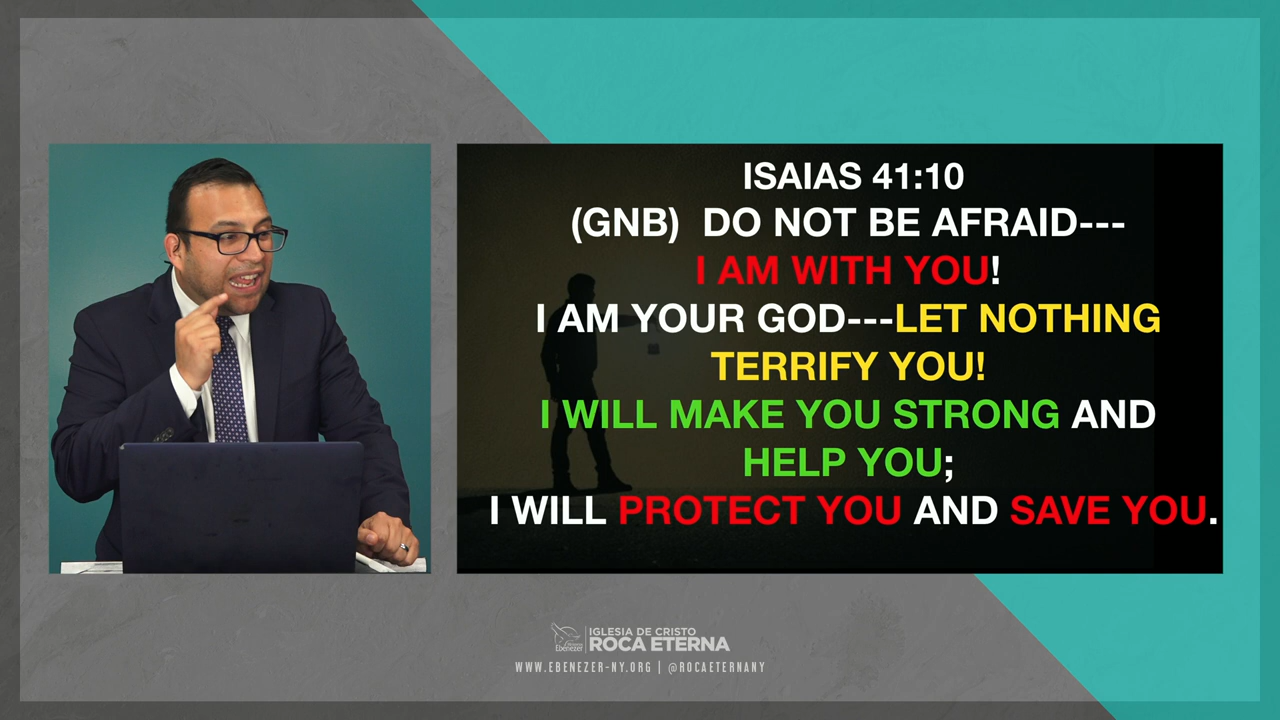 ISAIAS 41:10
(GNB) DO NOT BE AFRAID---
I AM WITH YOU!
I AM YOUR GOD---LET NOTHING
TERRIFY YOU!
I WILL MAKE YOU STRONG AND
HELP YOU;
I WILL PROTECT YOU AND SAVE YOU.
Ebenezer
IGLESIA DE CRISTO
ROCA ETERNA
WWW.EBENEZER-NY.ORG | @ROCAETERNANY